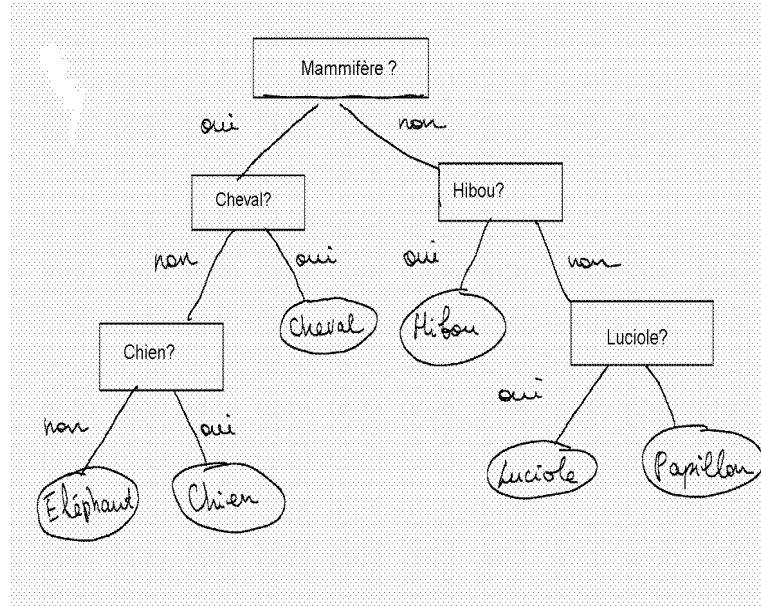 Mammifère ?
oui
non
Cheval?
Hibou?
non
oui
oui
non
Cheval
Hibou
Chien?
Luciole?
non
oui
oui
Eléphant
Chien
Luciole
Papillon